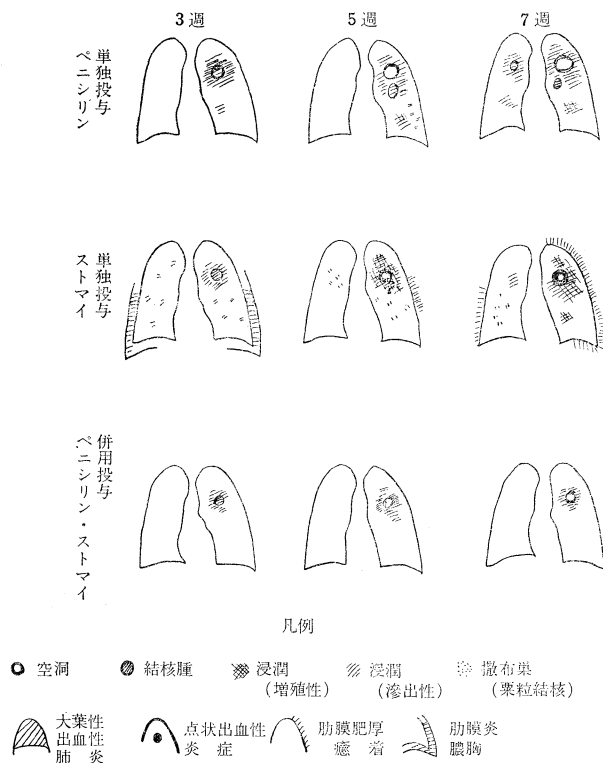 3週
5週
7週
ペニシリン
単独投与
ストマイ
単独投与
ペニシリン・ストマイ
併用投与
凡例
空洞
結核腫
浸潤
(増殖性)
浸潤
(滲出性)
撒布巣
(粟粒結核)
大葉性
出血性
肺炎
点状出血性
炎症
肋膜肥厚
癒着
肋膜炎
膿胸